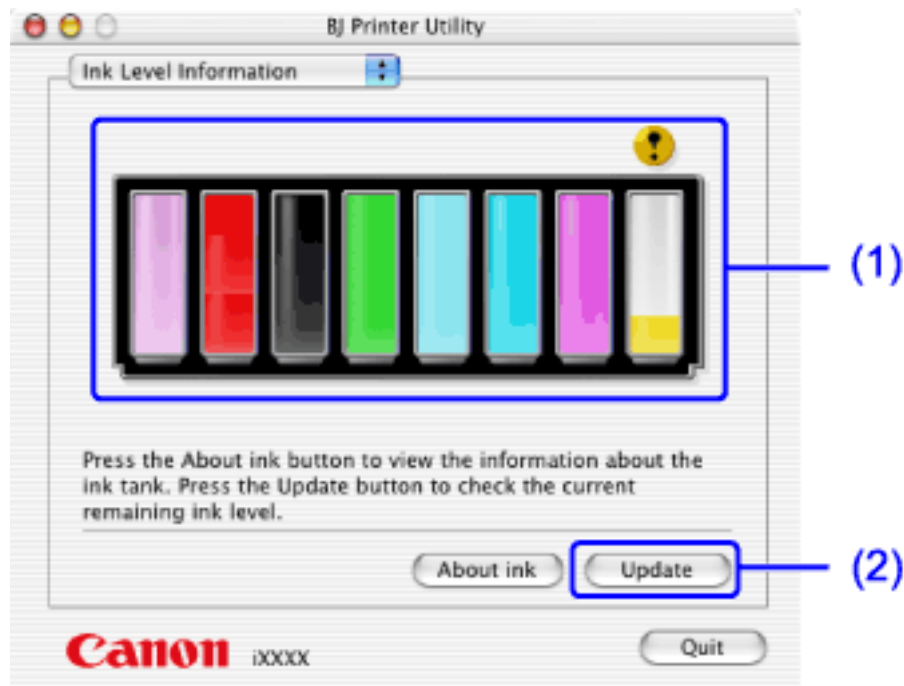 BJ Printer Utility
Ink Level Information
(1)
Press the About ink button to view the information about the
ink tank. Press the Update button to check the current
remaining ink level.
About ink
Update
(2)
Canon iXXXX
Quit